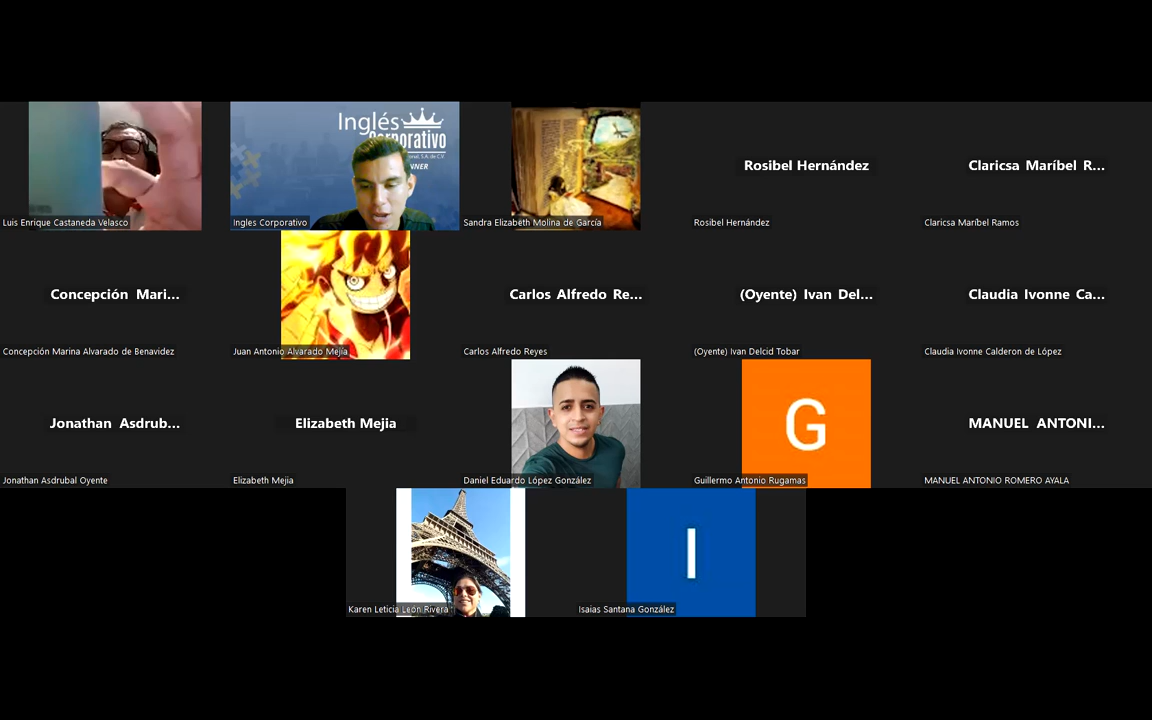 Inglés
Corporativo
onal, S.A. de C.V.
NNER
Luis Enrique Castaneda Velasco
Ingles Corporativo
Sandra Elizabeth Molina de García
Rosibel Hernández
Rosibel Hernández
Claricsa Maríbel R...
Claricsa Maríbel Ramos
Concepción Mari...
Concepción Marina Alvarado de Benavidez
Juan Antonio Alvarado Mejía
Carlos Alfredo Re...
Carlos Alfredo Reyes
(Oyente) Ivan Del...
(Oyente) Ivan Delcid Tobar
Claudia Ivonne Ca...
Claudia Ivonne Calderon de López
Jonathan Asdrub...
Jonathan Asdrubal Oyente
Elizabeth Mejia
Elizabeth Mejia
Daniel Eduardo López González
G
Guillermo Antonio Rugamas
MANUEL ANTONI...
MANUEL ANTONIO ROMERO AYALA
Karen Leticia León Rivera
I
Isaias Santana González